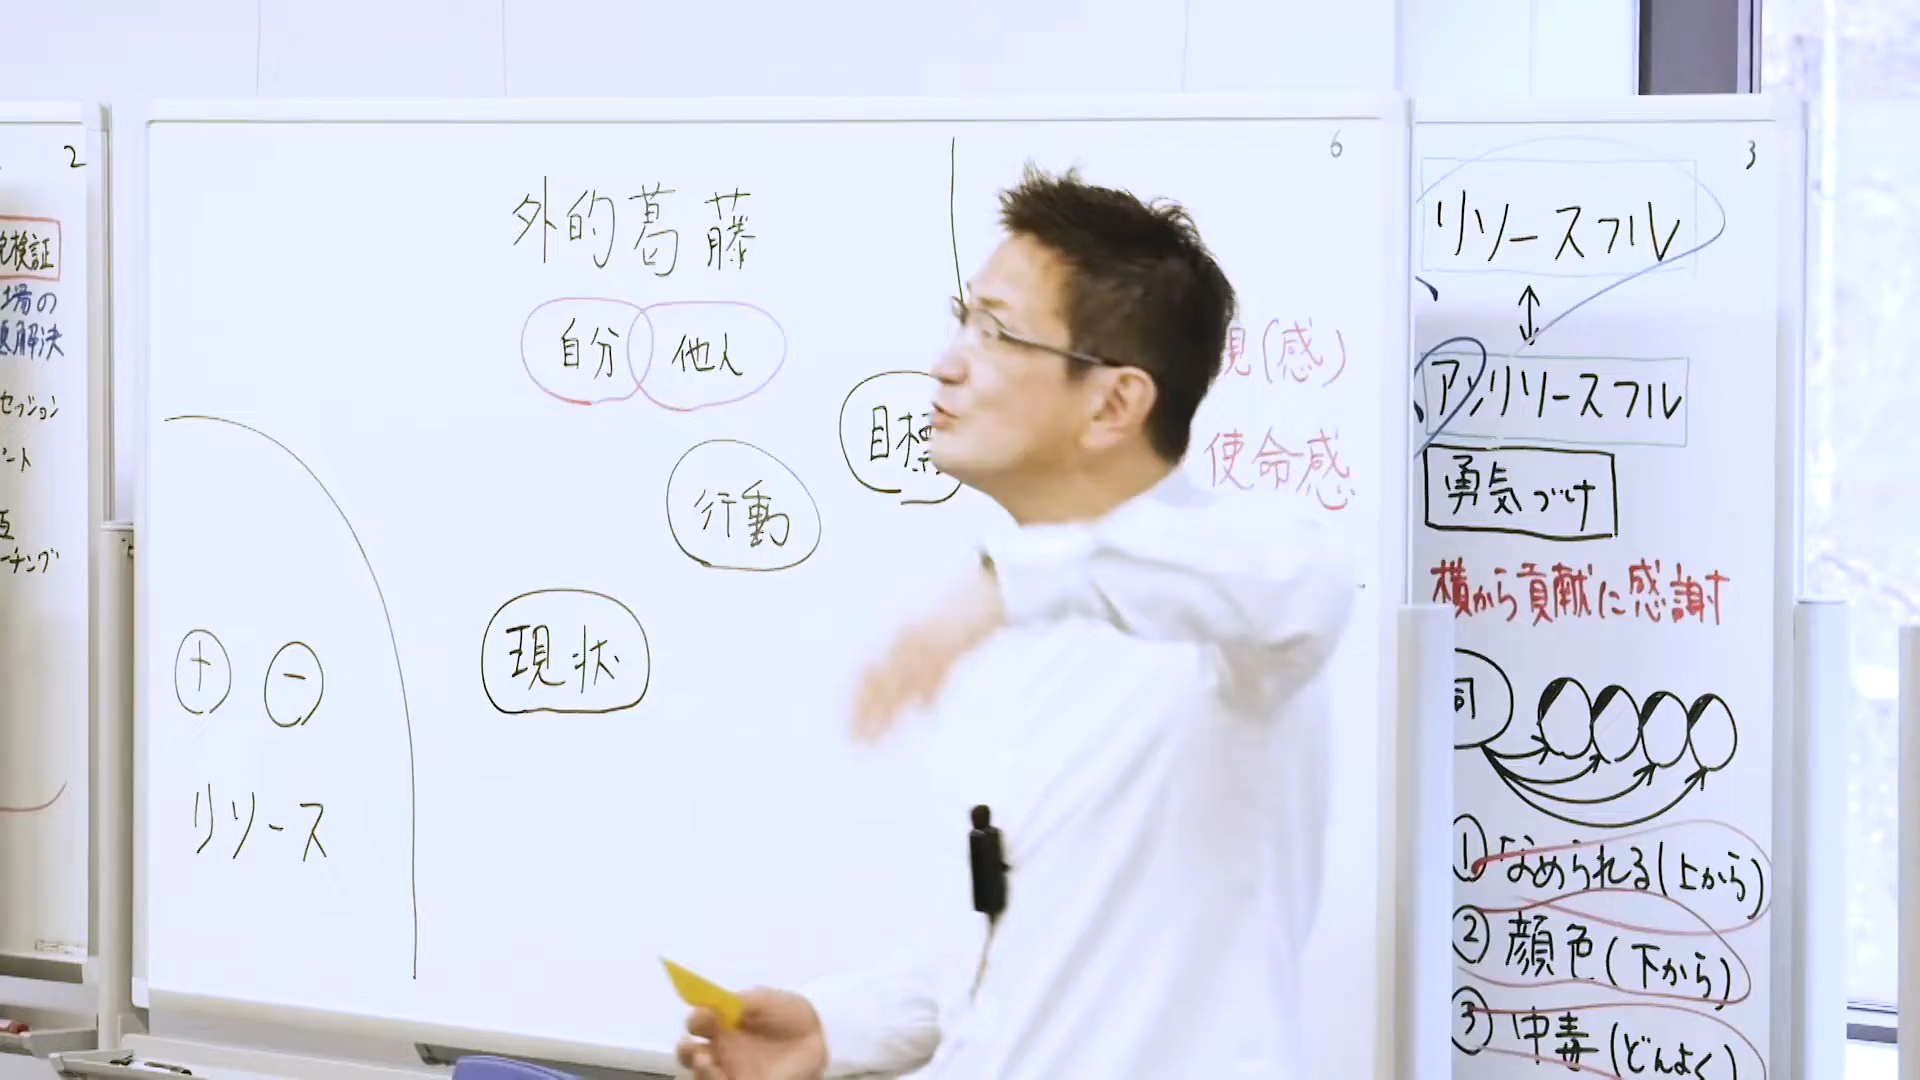 2
検証
場の
解決
セッション
ート
ーチング
6
外的葛藤
自分 他人
目標
行動
現状
+ -
リソース
(感)
使命感
3
リソースフル
アンリソースフル
勇気づけ
横から貢献に感謝
①なめられる(上から)
②顔色(下から)
③中毒(どんよく)